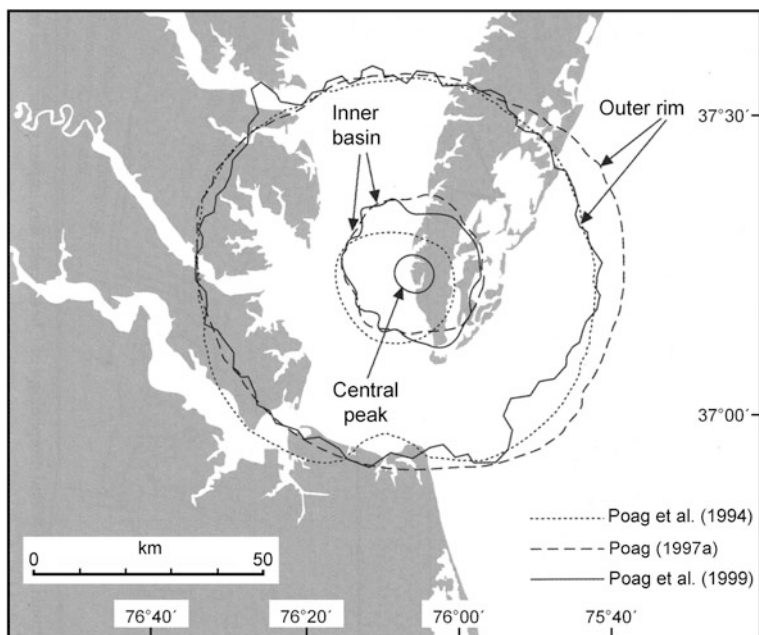 Inner
basin
Outer rim
37°30´
Central
peak
37°00´
km
0
50
Poag et al. (1994)
Poag (1997a)
Poag et al. (1999)
76°40´
76°20´
76°00´
75°40´